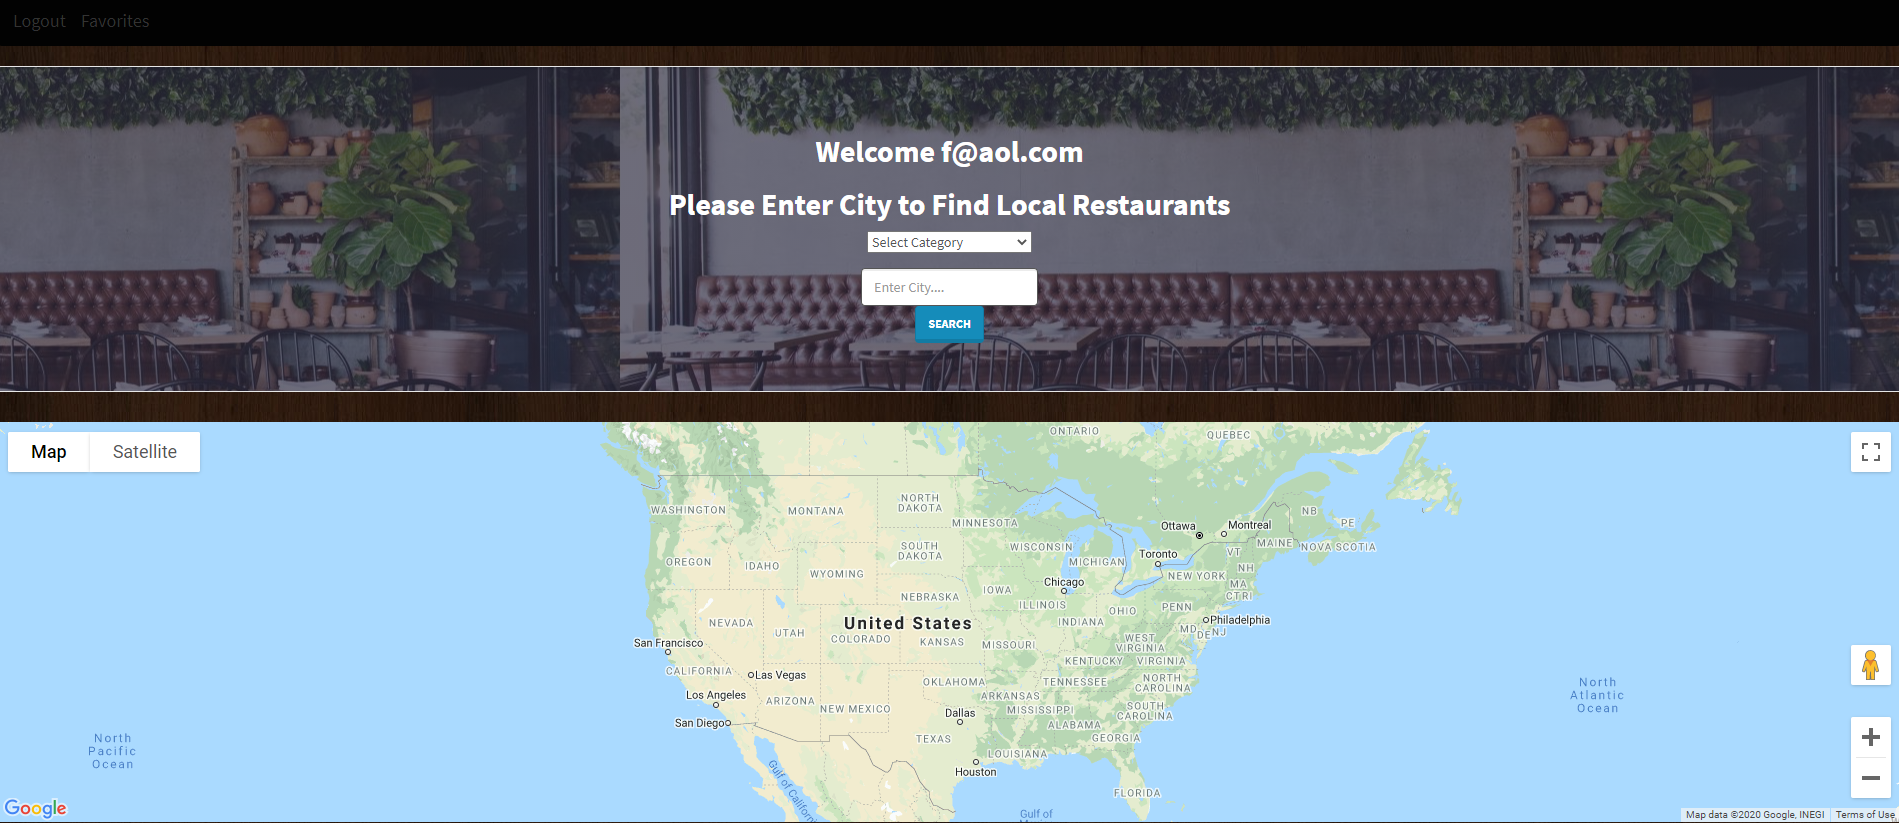 Logout Favorites
Welcome f@aol.com
Please Enter City to Find Local Restaurants
Select Category
Enter City....
SEARCH
Map Satellite
ONTARIO
QUEBEC
WASHINGTON
MONTANA
NORTH
DAKOTA
MINNESOTA
Ottawa
Montreal
NB
PE
OREGON
IDAHO
WYOMING
SOUTH
DAKOTA
WISCONSIN
MICHIGAN
Toronto
VT
MAINE
NOVA SCOTIA
NH
NEW YORK
MA
CT RI
Chicago
NEBRASKA
IOWA
ILLINOIS
INDIANA
OHIO
PENN
Philadelphia
NEVADA
UTAH
United States
COLORADO
KANSAS
MISSOURI
WEST
VIRGINIA
MD
DE
NJ
San Francisco
CALIFORNIA
Las Vegas
KENTUCKY
VIRGINIA
Los Angeles
ARIZONA
NEW MEXICO
OKLAHOMA
ARKANSAS
TENNESSEE
NORTH
CAROLINA
MISSISSIPPI
SOUTH
CAROLINA
San Diego
Dallas
ALABAMA
GEORGIA
TEXAS
LOUISIANA
Houston
FLORIDA
Gulf of California
Gulf of
North
Pacific
Ocean
North
Atlantic
Ocean
Google
Map data ©2020 Google, INEGI Terms of Use